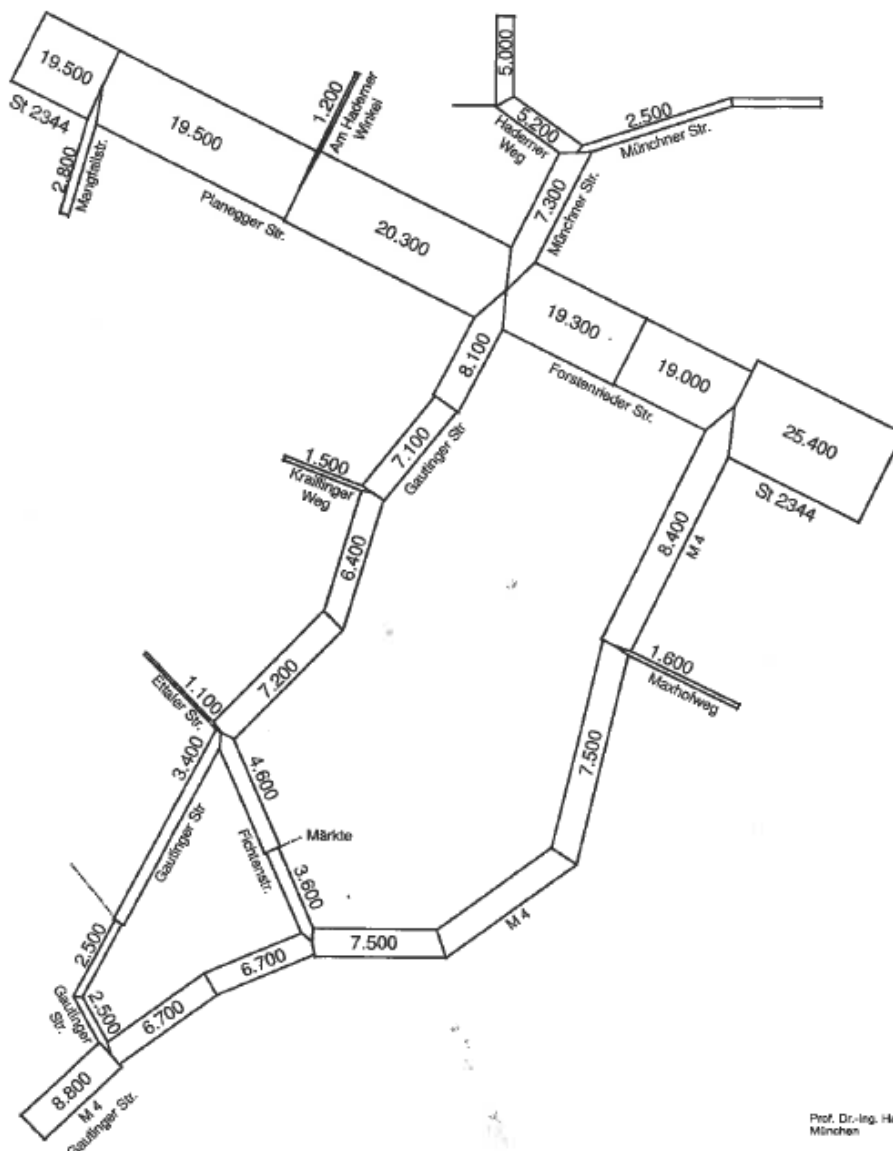 19.500
St 2344
2.800
Mangfallstr.
19.500
1.200
Am Haderner
Winkel
Planegger Str.
20.300
5.000
5.200
Haderner
Weg
2.500
Münchner Str.
7.300
Münchner Str.
19.300
19.000
Forstenrieder Str.
25.400
St 2344
8.100
7.100
Gautinger Str
1.500
Kraillinger
Weg
6.400
8.400
M 4
1.600
Maxhofweg
7.200
1.100
Ettaler Str.
7.500
3.400
Gautinger Str
4.600
Märkte
Fichtenstr.
3.600
7.500
M 4
2.500
2.500
Gautinger
Str.
6.700
6.700
8.800
M 4
Gautinger Str.
Prof. Dr.-Ing. Ha
München